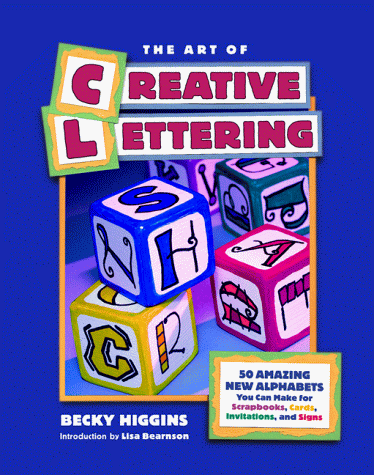 THE ART OF
CREATIVE
LETTERING
S
N H A
C R
50 AMAZING
NEW ALPHABETS
You Can Make for
Scrapbooks, Cards,
Invitations, and Signs
BECKY HIGGINS
Introduction by Lisa Bearnson